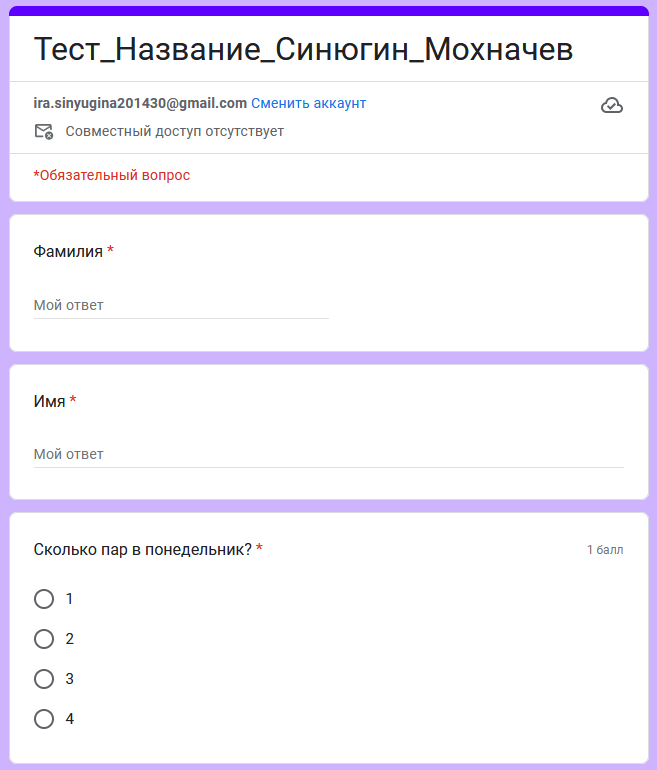 Тест_Название_Синюгин_Мохначев
ira.sinyugina201430@gmail.com Сменить аккаунт
Совместный доступ отсутствует
*Обязательный вопрос
Фамилия *
Мой ответ
Имя *
Мой ответ
Сколько пар в понедельник? * 1 балл
1
2
3
4